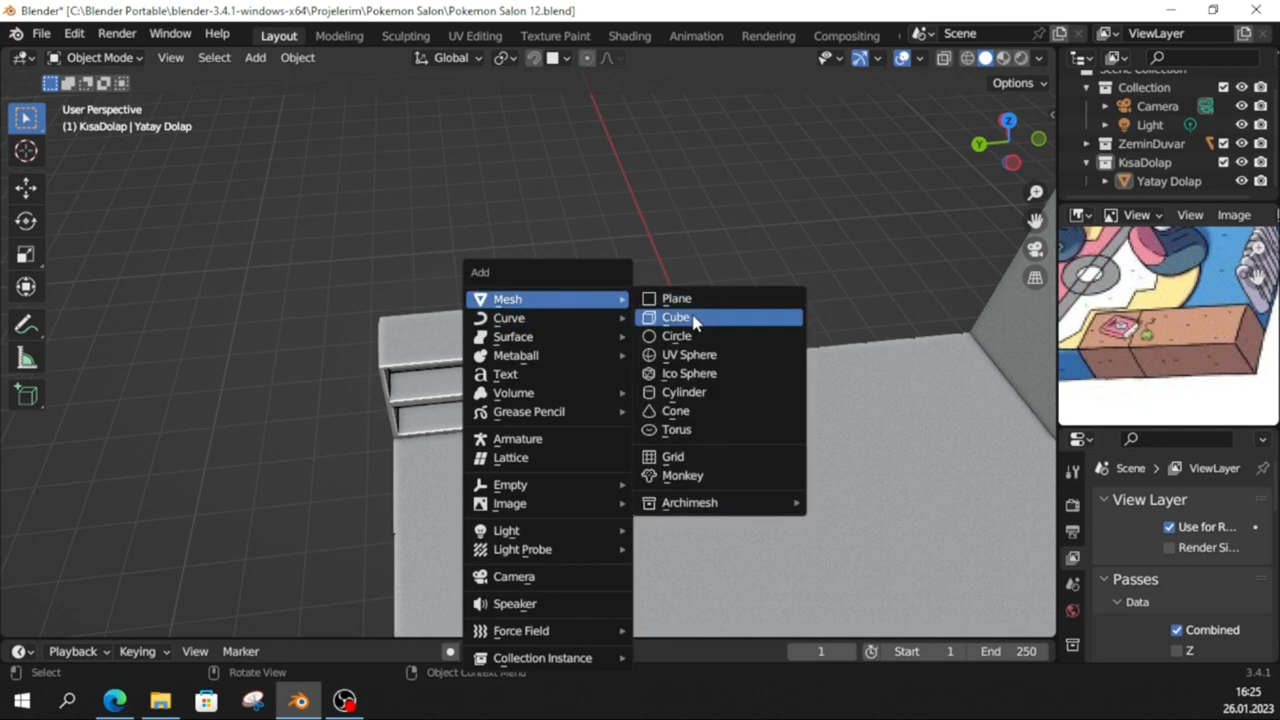 Blender* [C:\Blender Portable\blender-3.4.1-windows-x64\Projelerim\Pokemon Salon\Pokemon Salon 12.blend]
File Edit Render Window Help Layout Modeling Sculpting UV Editing Texture Paint Shading Animation Rendering Compositing Scene ViewLayer
Object Mode View Select Add Object Global
Options
User Perspective
(1) KısaDolap | Yatay Dolap
Z
Y
Scene Collection
Collection
Camera
Light
ZeminDuvar
KısaDolap
Yatay Dolap
View View Image
Add
Mesh
Curve
Surface
Metaball
Text
Volume
Grease Pencil
Armature
Lattice
Empty
Image
Light
Light Probe
Camera
Speaker
Force Field
Collection Instance
Plane
Cube
Circle
UV Sphere
Ico Sphere
Cylinder
Cone
Torus
Grid
Monkey
Archimesh
Scene > ViewLayer
View Layer
Use for R...
Render Si...
Passes
Data
Combined
Z
Playback Keying View Marker 1 Start 1 End 250
Select Rotate View Object Context Menu 3.4.1
16:25
26.01.2023